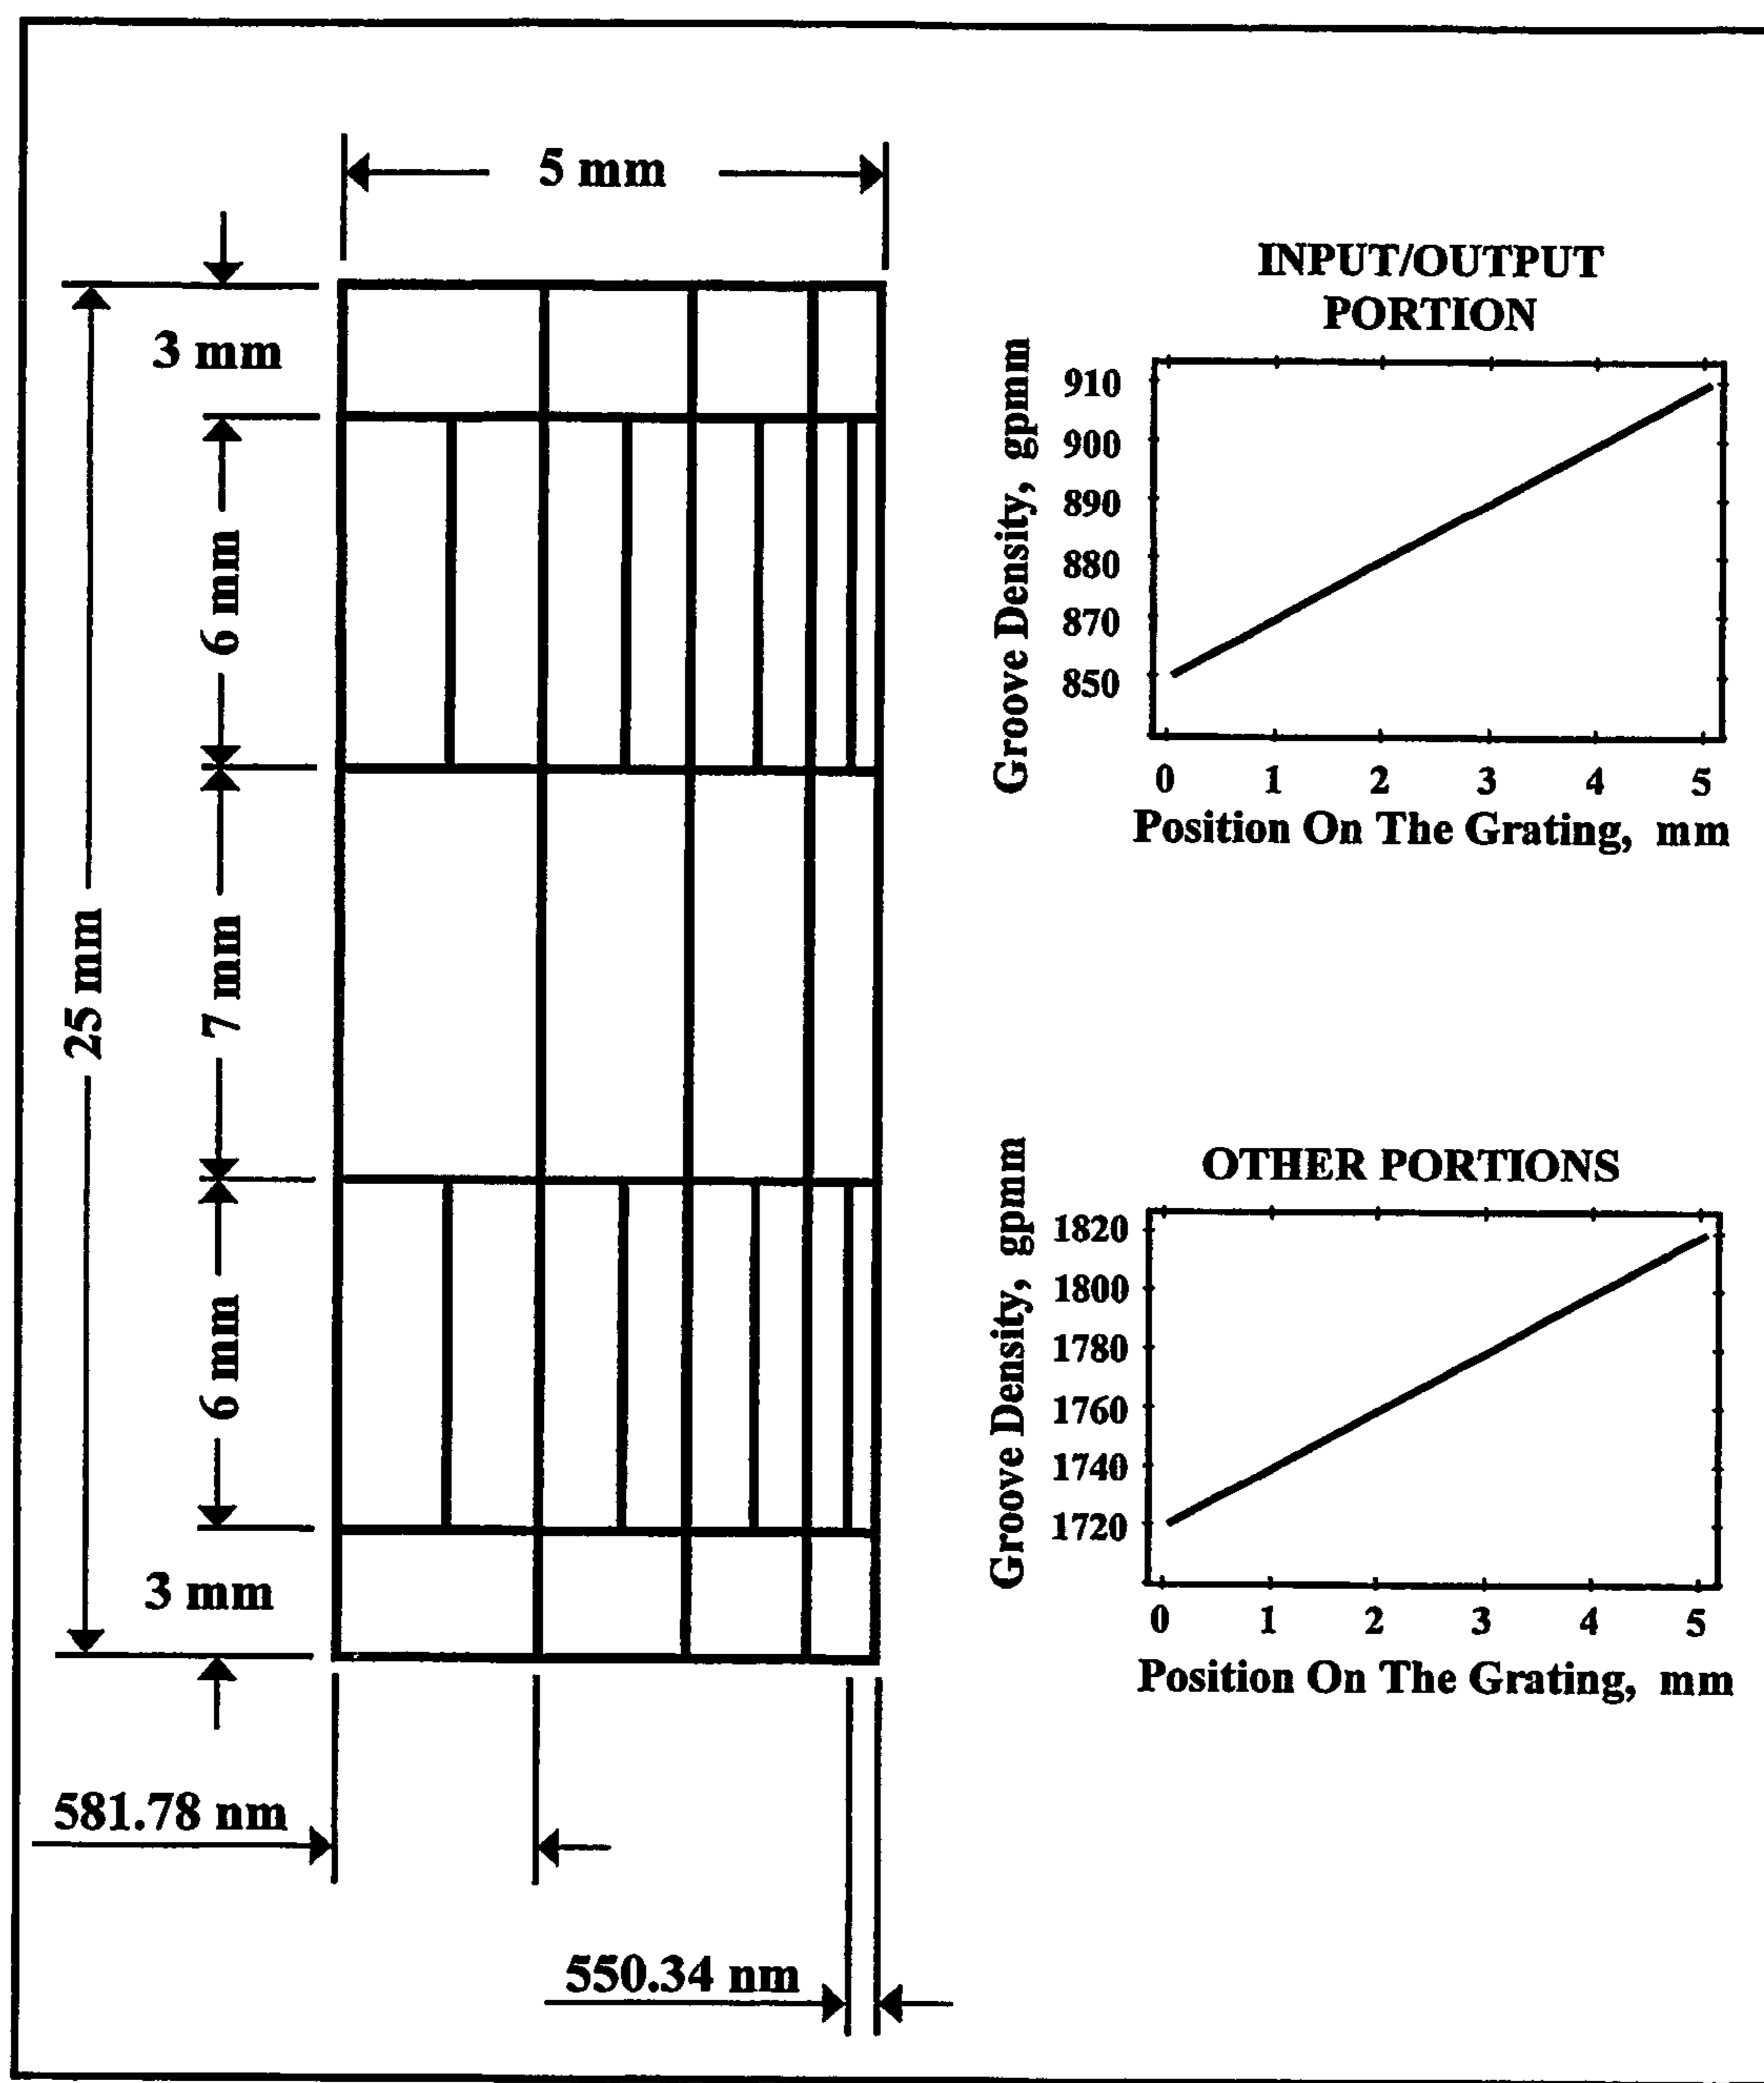 5 mm
3 mm
6 mm
7 mm
25 mm
6 mm
3 mm
581.78 nm
550.34 nm
INPUT/OUTPUT
PORTION
Groove Density, gpmm
910
900
890
880
870
850
0 1 2 3 4 5
Position On The Grating, mm
OTHER PORTIONS
Groove Density, gpmm
1820
1800
1780
1760
1740
1720
0 1 2 3 4 5
Position On The Grating, mm